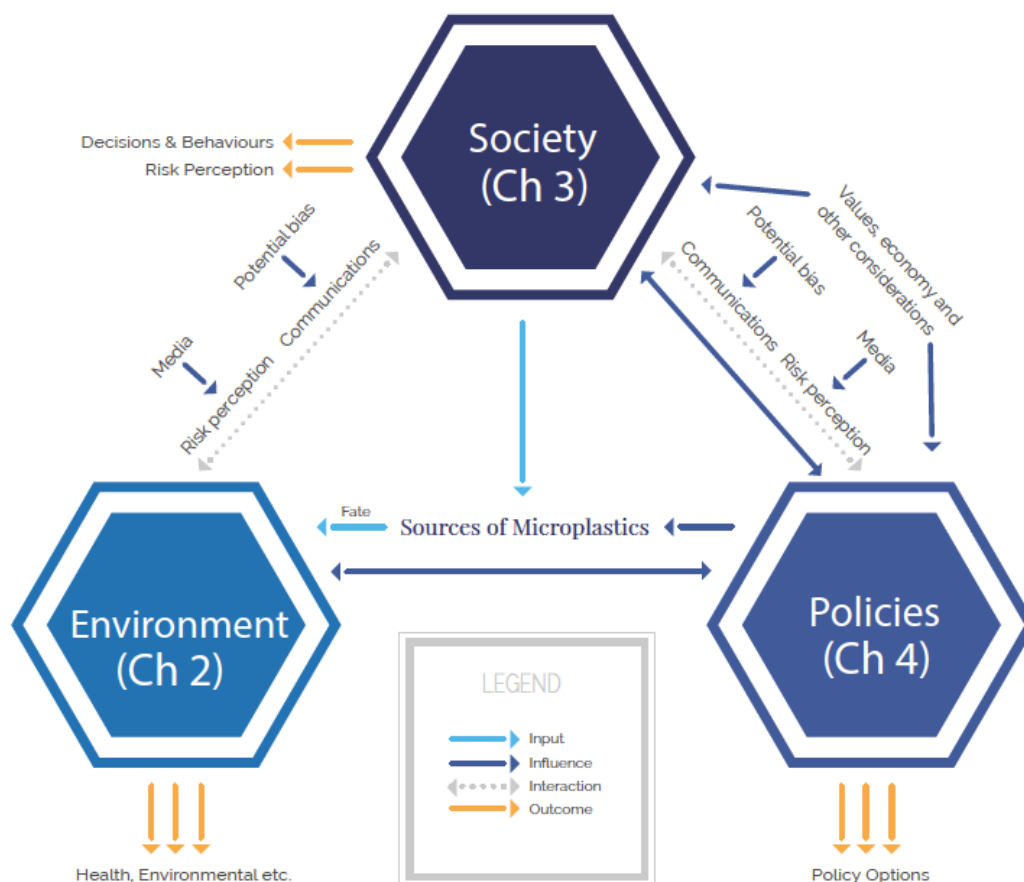 Society
(Ch 3)
Decisions & Behaviours
Risk Perception
Potential bias
Communications
Media
Risk perception
Values, economy and
other considerations
Potential bias
Communications
Media
Risk perception
Fate
Sources of Microplastics
Environment
(Ch 2)
Policies
(Ch 4)
LEGEND
Input
Influence
Interaction
Outcome
Health, Environmental etc.
Policy Options